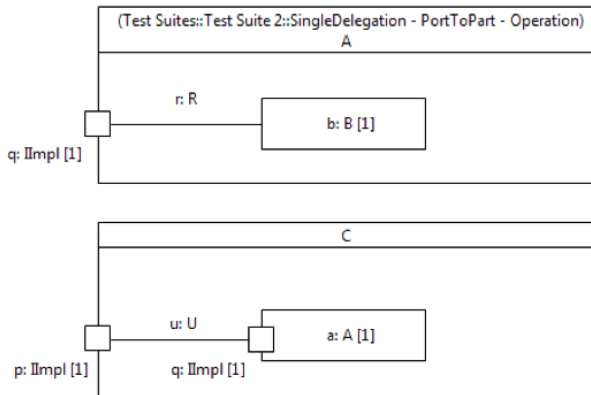 (Test Suites::Test Suite 2::SingleDelegation - PortToPart - Operation)
A
r: R
b: B [1]
q: IImpl [1]
C
u: U
a: A [1]
p: IImpl [1]
q: IImpl [1]